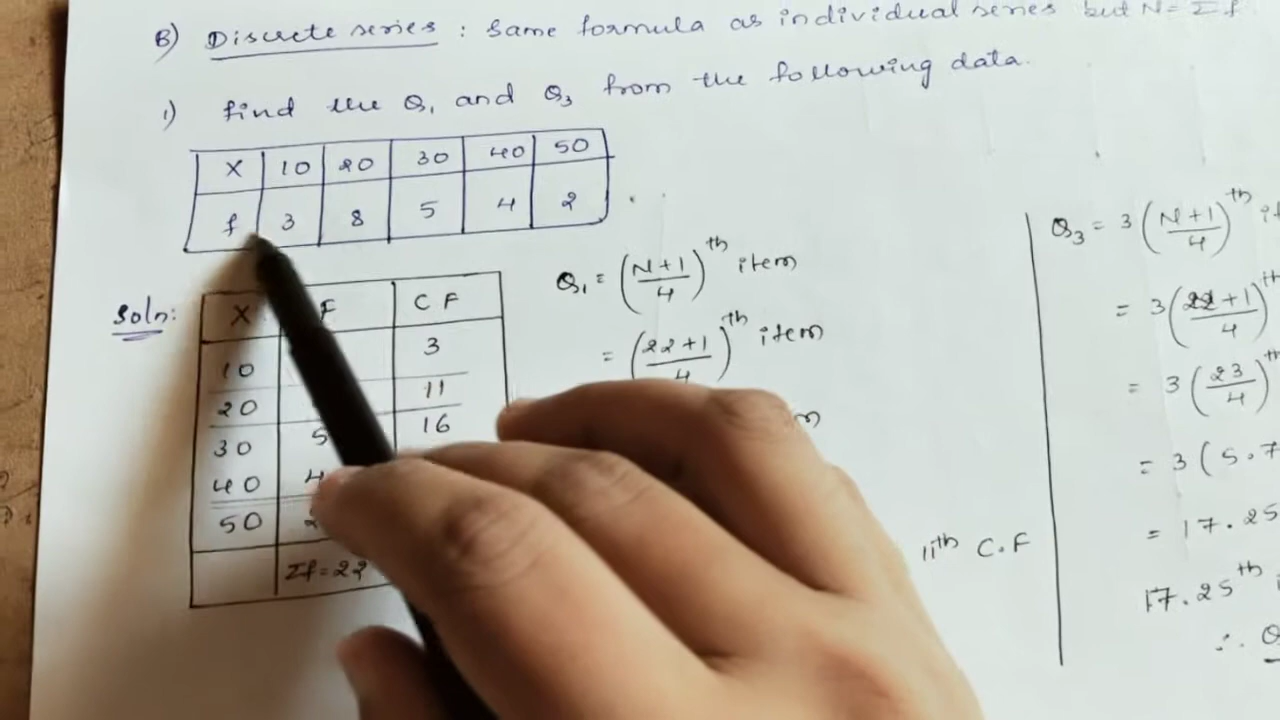 B) Discrete series : Same formula as individual series but N = Σf
1) Find the Q₁ and Q₃ from the following data.
X 10 20 30 40 50
f 3 8 5 4 2
Soln:
X F CF
10 3
20 11
30 5 16
40 4
50 2
Σf = 22
Q₁ = (N+1/4)th item
= (22+1/4)th item
11th C.F
Q₃ = 3(N+1/4)th
= 3(22+1/4)th
= 3(23/4)th
= 3(5.7
= 17.25
17.25th
∴ Q